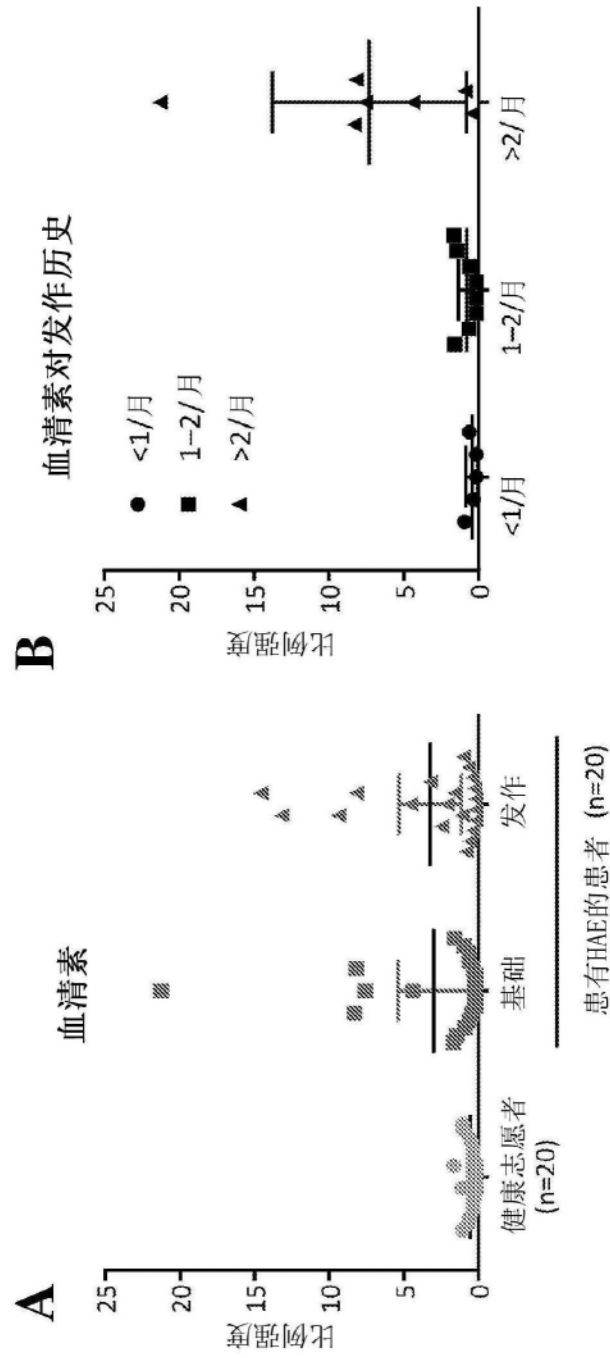 A
血清素
比例强度
25
20
15
10
5
0
健康志愿者
(n=20)
基础
发作
患有HAE的患者 (n=20)
B
血清素对发作历史
比例强度
25
20
15
10
5
0
<1/月
1-2/月
>2/月
<1/月
1-2/月
>2/月